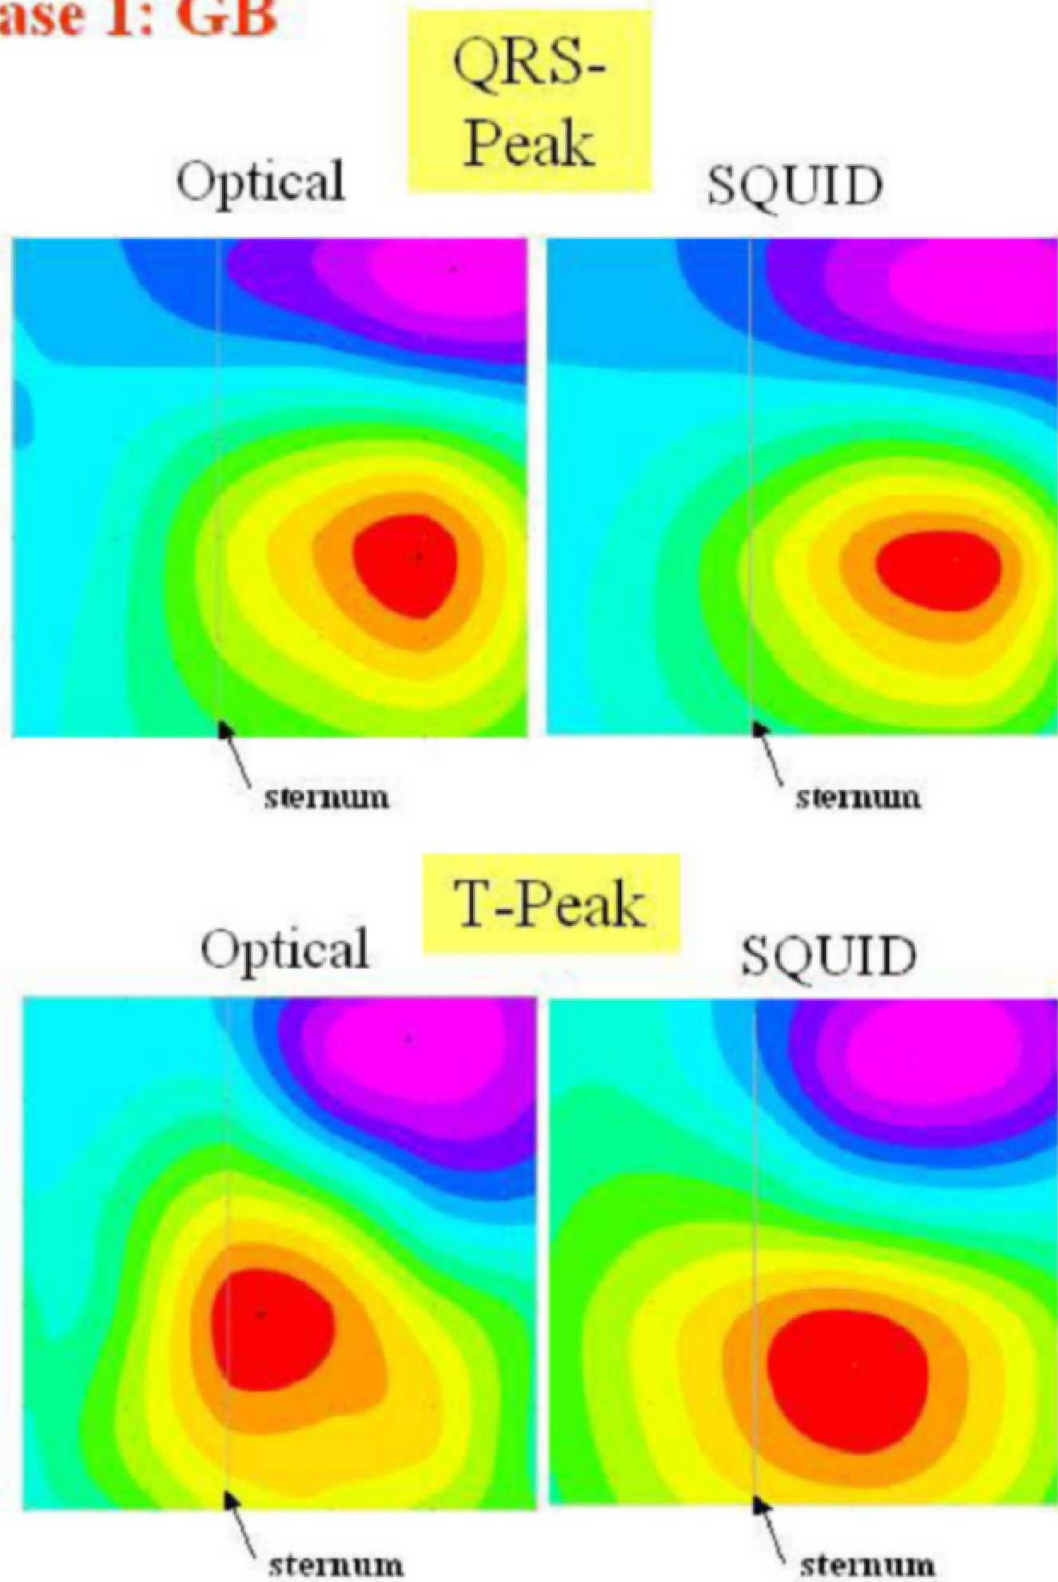 ase 1: GB
QRS-
Peak
Optical
SQUID
sternum
sternum
T-Peak
Optical
SQUID
sternum
sternum